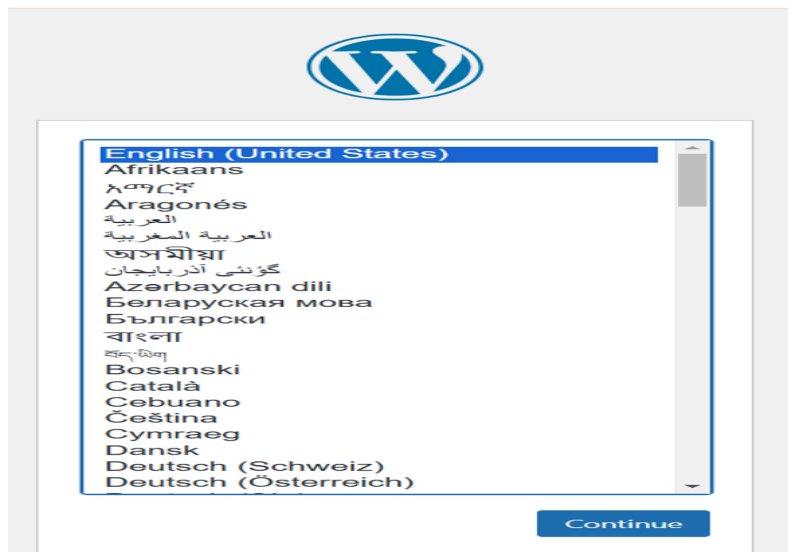 English (United States)
Afrikaans
አማርኛ
Aragonés
العربية
العربية المغربية
অসমীয়া
گؤنئی آذربایجان
Azərbaycan dili
Беларуская мова
Български
বাংলা
བོད་ཡིག
Bosanski
Català
Cebuano
Čeština
Cymraeg
Dansk
Deutsch (Schweiz)
Deutsch (Österreich)
Continue